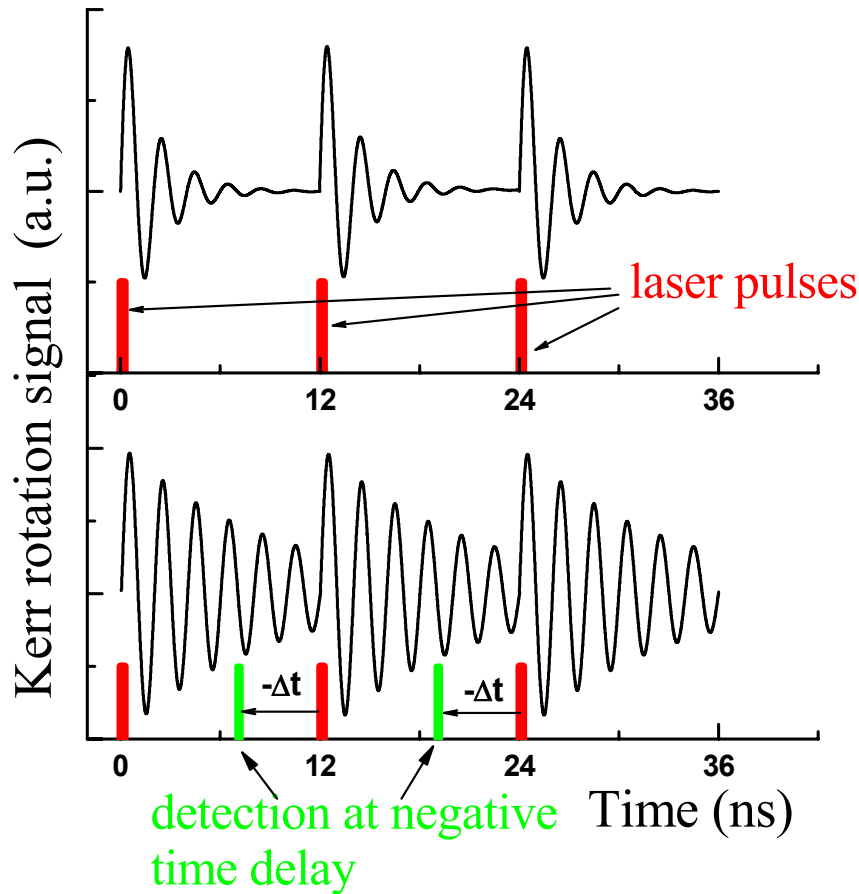 Kerr rotation signal (a.u.)
laser pulses
0 12 24 36
-Δt -Δt
0 12 24 36
detection at negative
time delay
Time (ns)